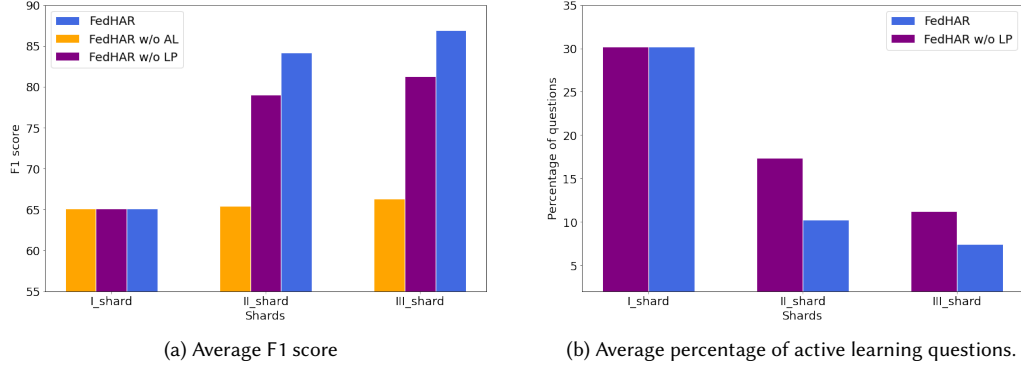 90
85
80
75
70
65
60
55
F1 score
FedHAR
FedHAR w/o AL
FedHAR w/o LP
I_shard
II_shard
III_shard
Shards
(a) Average F1 score
35
30
25
20
15
10
5
Percentage of questions
FedHAR
FedHAR w/o LP
I_shard
II_shard
III_shard
Shards
(b) Average percentage of active learning questions.